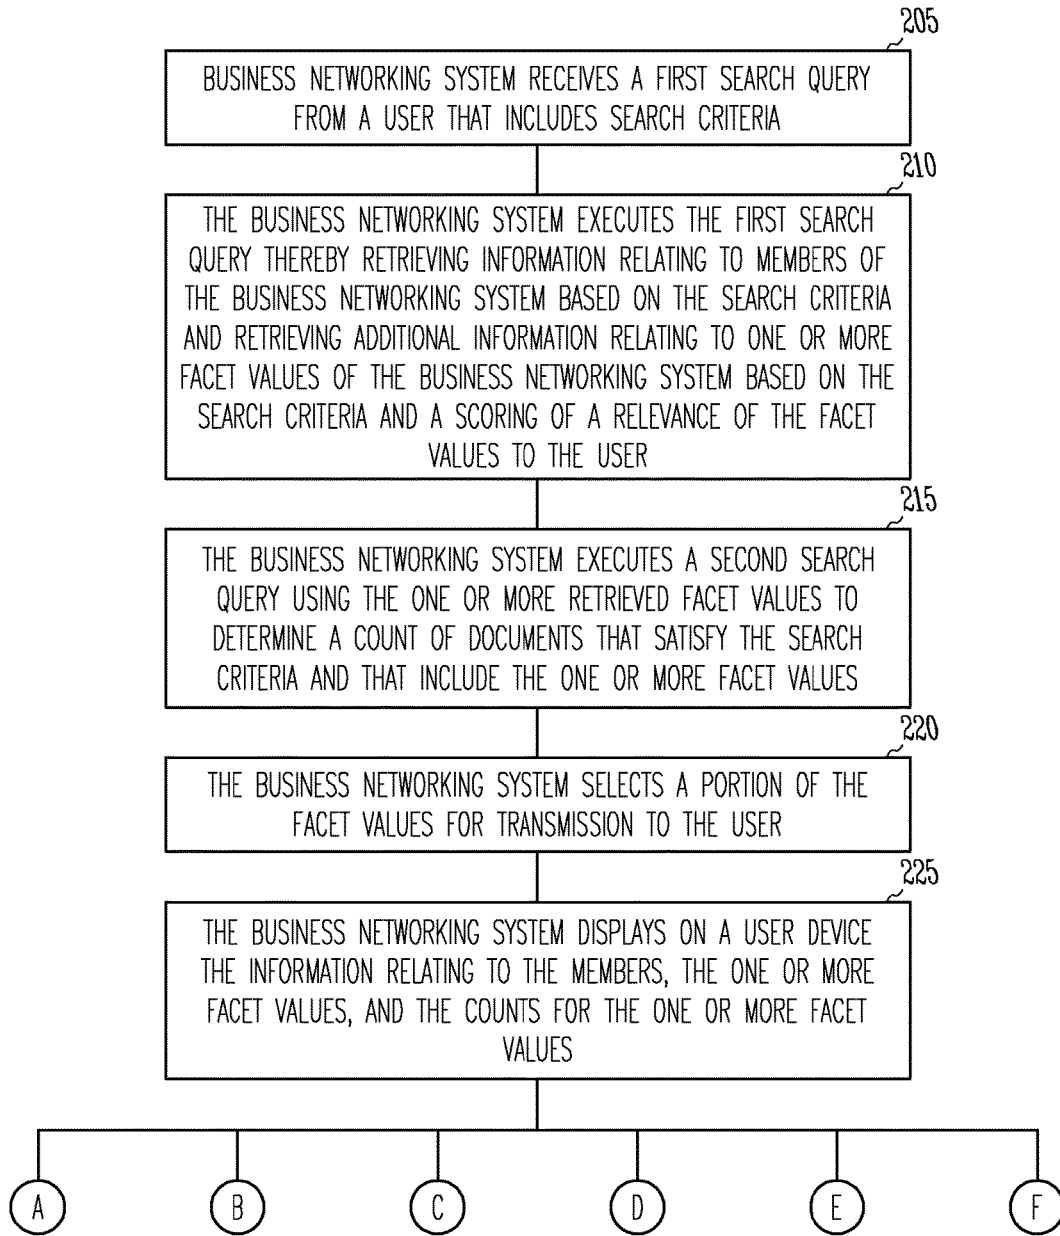 205
BUSINESS NETWORKING SYSTEM RECEIVES A FIRST SEARCH QUERY
FROM A USER THAT INCLUDES SEARCH CRITERIA
210
THE BUSINESS NETWORKING SYSTEM EXECUTES THE FIRST SEARCH
QUERY THEREBY RETRIEVING INFORMATION RELATING TO MEMBERS OF
THE BUSINESS NETWORKING SYSTEM BASED ON THE SEARCH CRITERIA
AND RETRIEVING ADDITIONAL INFORMATION RELATING TO ONE OR MORE
FACET VALUES OF THE BUSINESS NETWORKING SYSTEM BASED ON THE
SEARCH CRITERIA AND A SCORING OF A RELEVANCE OF THE FACET
VALUES TO THE USER
215
THE BUSINESS NETWORKING SYSTEM EXECUTES A SECOND SEARCH
QUERY USING THE ONE OR MORE RETRIEVED FACET VALUES TO
DETERMINE A COUNT OF DOCUMENTS THAT SATISFY THE SEARCH
CRITERIA AND THAT INCLUDE THE ONE OR MORE FACET VALUES
220
THE BUSINESS NETWORKING SYSTEM SELECTS A PORTION OF THE
FACET VALUES FOR TRANSMISSION TO THE USER
225
THE BUSINESS NETWORKING SYSTEM DISPLAYS ON A USER DEVICE
THE INFORMATION RELATING TO THE MEMBERS, THE ONE OR MORE
FACET VALUES, AND THE COUNTS FOR THE ONE OR MORE FACET
VALUES
A B C D E F